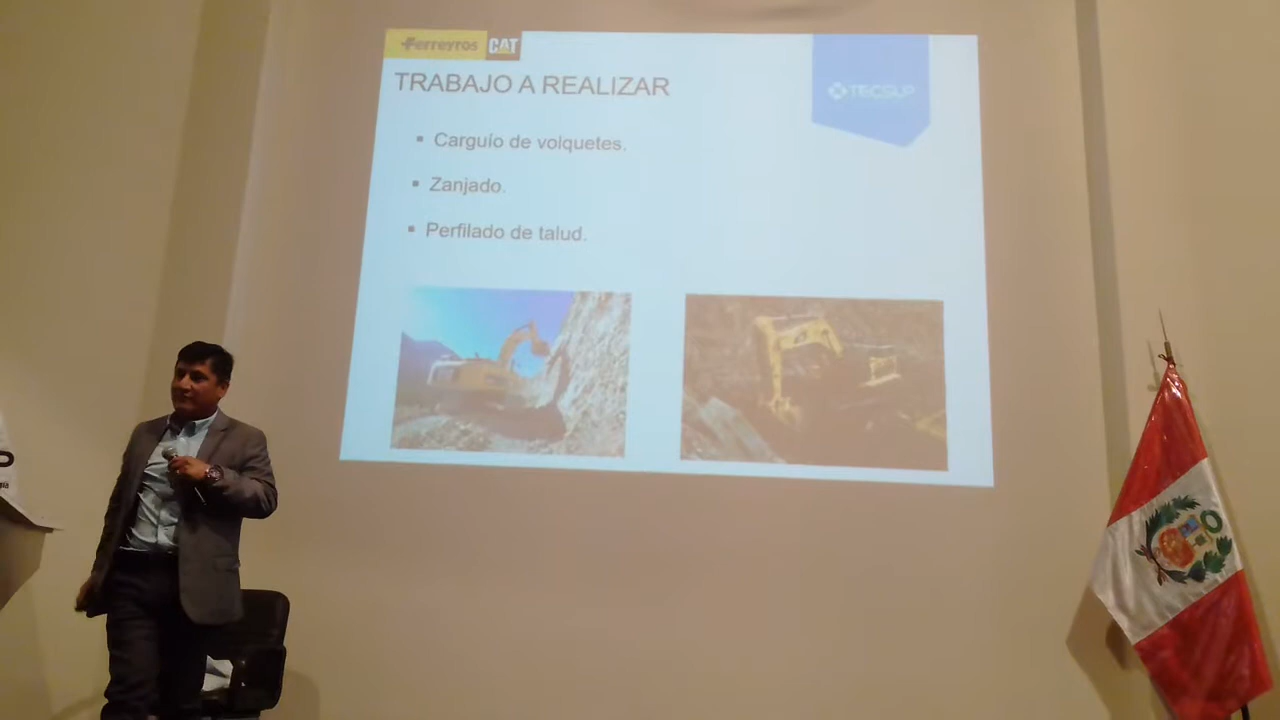 Ferreyros CAT
TRABAJO A REALIZAR
TECSUP
▪ Carguío de volquetes.
▪ Zanjado.
▪ Perfilado de talud.